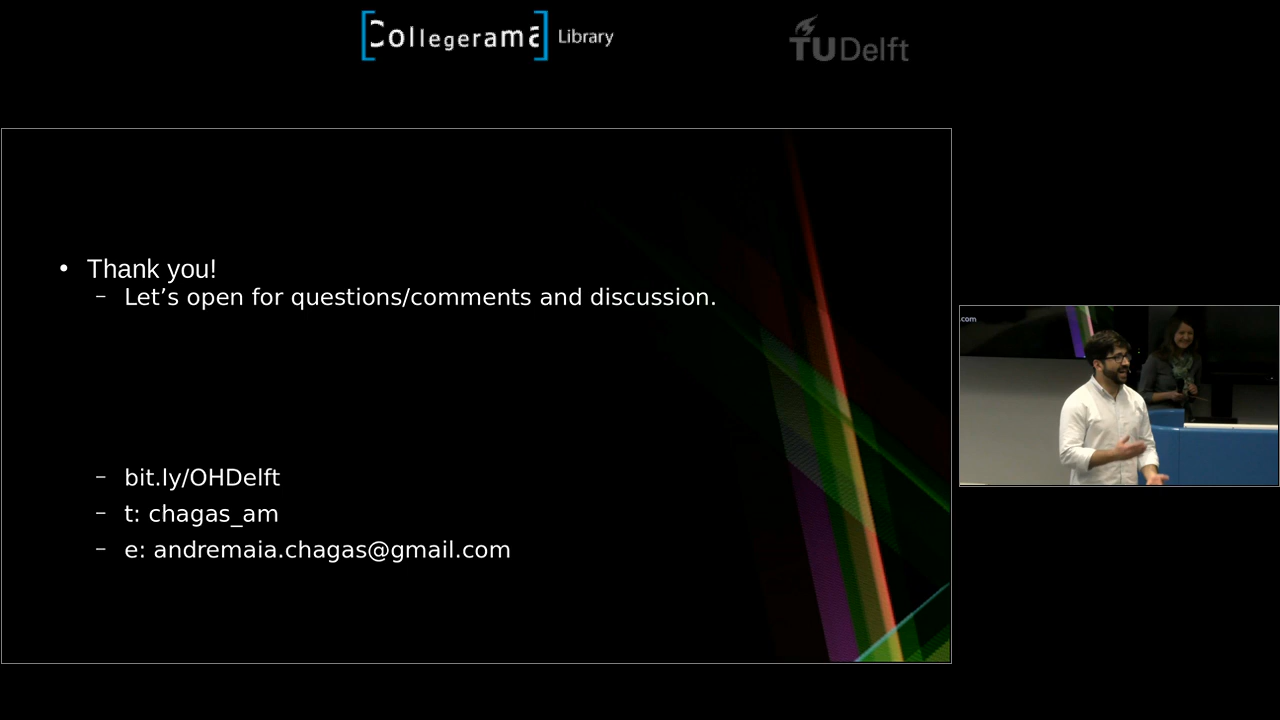 Collegerama Library
TU Delft
• Thank you!
– Let’s open for questions/comments and discussion.
– bit.ly/OHDelft
– t: chagas_am
– e: andremaia.chagas@gmail.com
.com